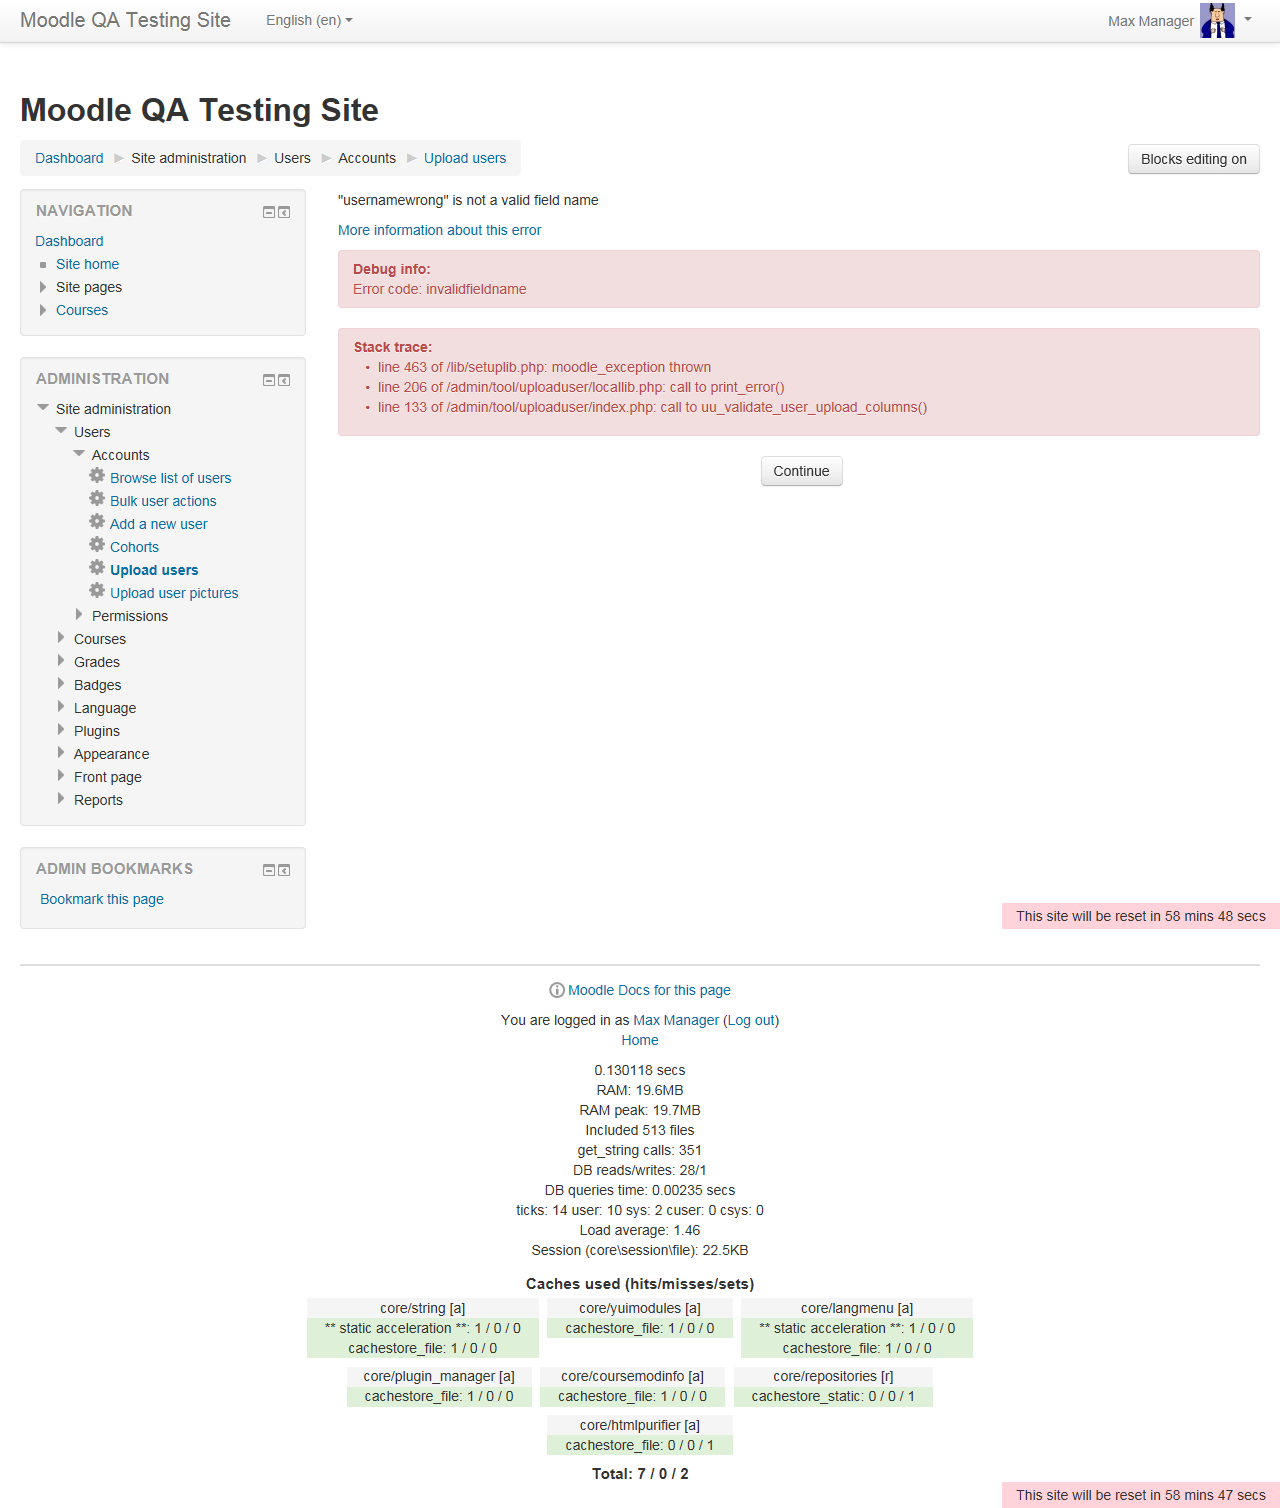 Moodle QA Testing Site English (en) Max Manager
Moodle QA Testing Site
Dashboard Site administration Users Accounts Upload users Blocks editing on
NAVIGATION
Dashboard
Site home
Site pages
Courses
ADMINISTRATION
Site administration
Users
Accounts
Browse list of users
Bulk user actions
Add a new user
Cohorts
Upload users
Upload user pictures
Permissions
Courses
Grades
Badges
Language
Plugins
Appearance
Front page
Reports
ADMIN BOOKMARKS
Bookmark this page
"usernamewrong" is not a valid field name
More information about this error
Debug info:
Error code: invalidfieldname
Stack trace:
• line 463 of /lib/setuplib.php: moodle_exception thrown
• line 206 of /admin/tool/uploaduser/locallib.php: call to print_error()
• line 133 of /admin/tool/uploaduser/index.php: call to uu_validate_user_upload_columns()
Continue
This site will be reset in 58 mins 48 secs
Moodle Docs for this page
You are logged in as Max Manager (Log out)
Home
0.130118 secs
RAM: 19.6MB
RAM peak: 19.7MB
Included 513 files
get_string calls: 351
DB reads/writes: 28/1
DB queries time: 0.00235 secs
ticks: 14 user: 10 sys: 2 cuser: 0 csys: 0
Load average: 1.46
Session (core\session\file): 22.5KB
Caches used (hits/misses/sets)
core/string [a]
** static acceleration **: 1 / 0 / 0
cachestore_file: 1 / 0 / 0
core/yuimodules [a]
cachestore_file: 1 / 0 / 0
core/langmenu [a]
** static acceleration **: 1 / 0 / 0
cachestore_file: 1 / 0 / 0
core/plugin_manager [a]
cachestore_file: 1 / 0 / 0
core/coursemodinfo [a]
cachestore_file: 1 / 0 / 0
core/repositories [r]
cachestore_static: 0 / 0 / 1
core/htmlpurifier [a]
cachestore_file: 0 / 0 / 1
Total: 7 / 0 / 2
This site will be reset in 58 mins 47 secs